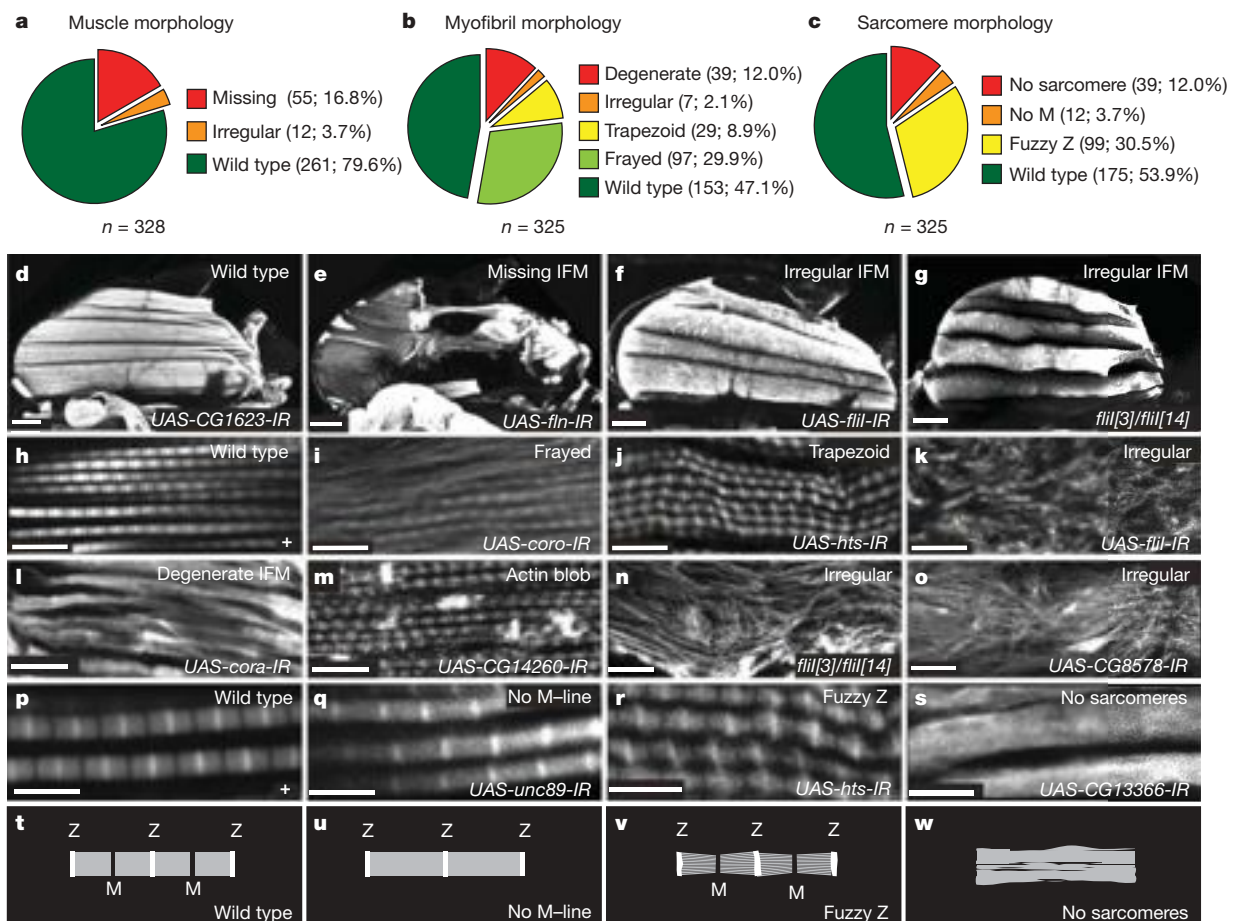 a Muscle morphology
Missing (55; 16.8%)
Irregular (12; 3.7%)
Wild type (261; 79.6%)
n = 328
b Myofibril morphology
Degenerate (39; 12.0%)
Irregular (7; 2.1%)
Trapezoid (29; 8.9%)
Frayed (97; 29.9%)
Wild type (153; 47.1%)
n = 325
c Sarcomere morphology
No sarcomere (39; 12.0%)
No M (12; 3.7%)
Fuzzy Z (99; 30.5%)
Wild type (175; 53.9%)
n = 325
d Wild type
UAS-CG1623-IR
e Missing IFM
UAS-fln-IR
f Irregular IFM
UAS-fliI-IR
g Irregular IFM
fliI[3]/fliI[14]
h Wild type
+
i Frayed
UAS-coro-IR
j Trapezoid
UAS-hts-IR
k Irregular
UAS-fliI-IR
l Degenerate IFM
UAS-cora-IR
m Actin blob
UAS-CG14260-IR
n Irregular
fliI[3]/fliI[14]
o Irregular
UAS-CG8578-IR
p Wild type
+
q No M–line
UAS-unc89-IR
r Fuzzy Z
UAS-hts-IR
s No sarcomeres
UAS-CG13366-IR
t Z Z Z
M M
Wild type
u Z Z Z
No M–line
v Z Z Z
M M
Fuzzy Z
w
No sarcomeres